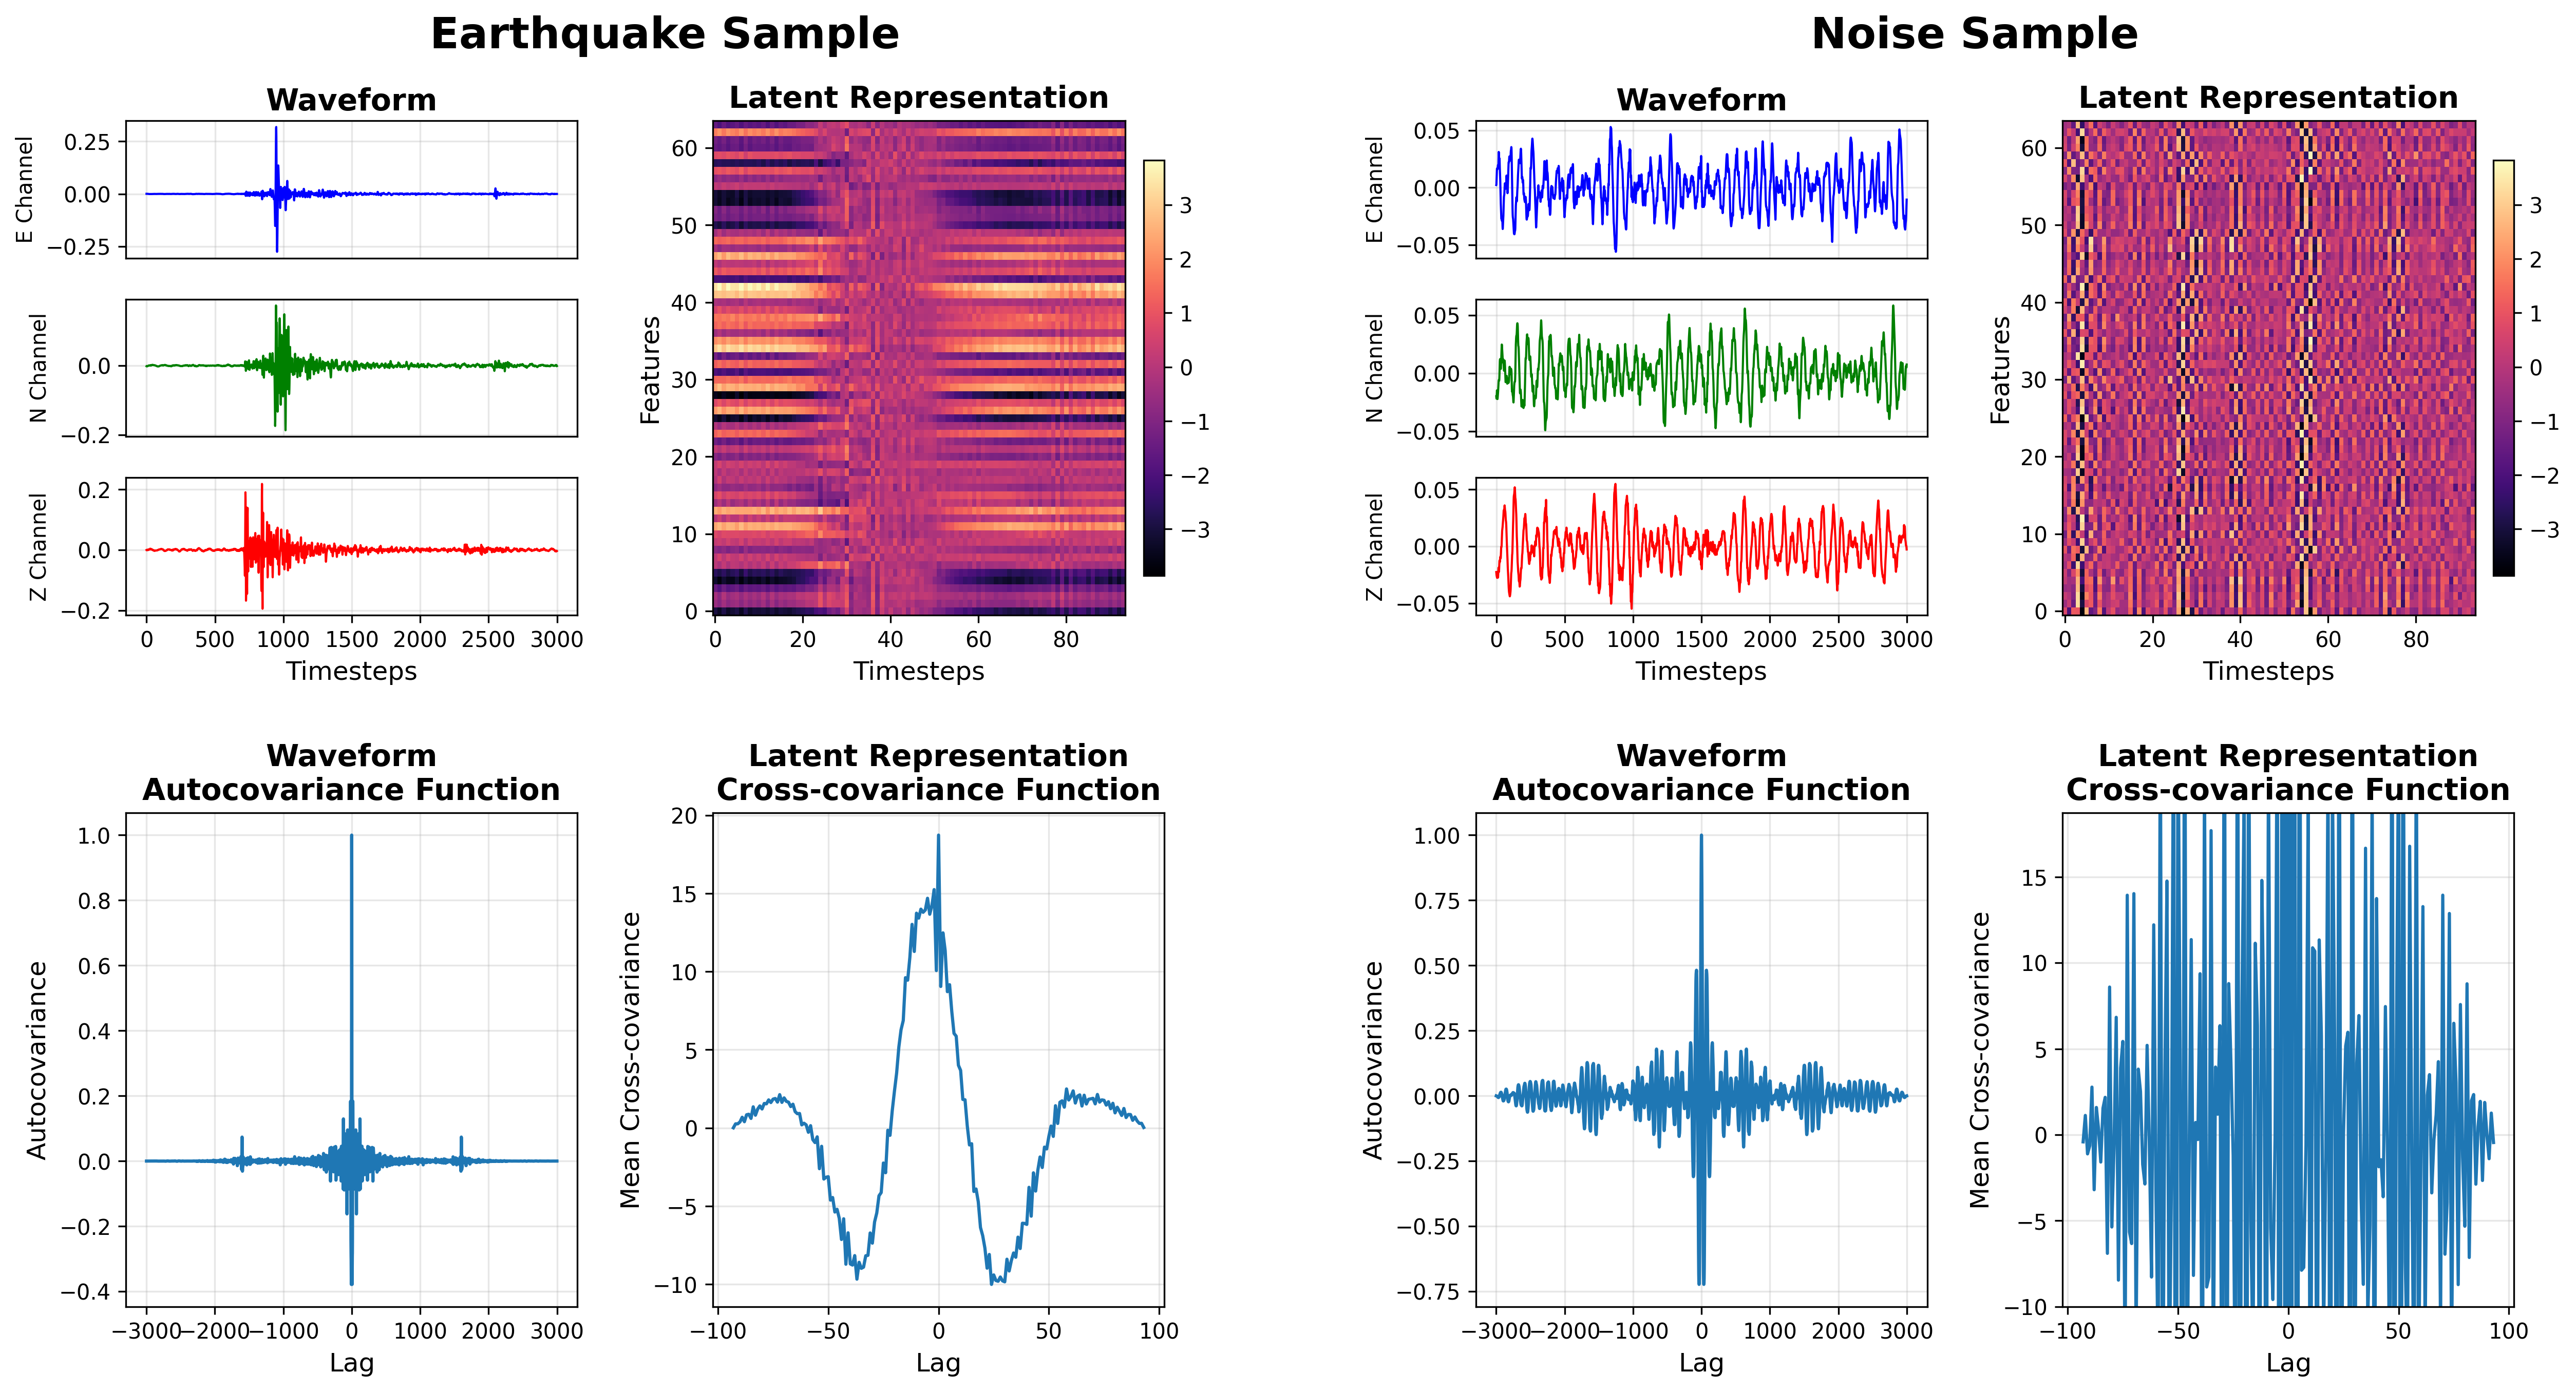 Earthquake Sample
Noise Sample
Waveform
E Channel
0.25
0.00
−0.25
N Channel
0.0
−0.2
Z Channel
0.2
0.0
−0.2
0 500 1000 1500 2000 2500 3000
Timesteps
Latent Representation
Features
60
50
40
30
20
10
0
0 20 40 60 80
Timesteps
3
2
1
0
−1
−2
−3
Waveform
E Channel
0.05
0.00
−0.05
N Channel
0.05
0.00
−0.05
Z Channel
0.05
0.00
−0.05
0 500 1000 1500 2000 2500 3000
Timesteps
Latent Representation
Features
60
50
40
30
20
10
0
0 20 40 60 80
Timesteps
3
2
1
0
−1
−2
−3
Waveform
Autocovariance Function
Autocovariance
1.0
0.8
0.6
0.4
0.2
0.0
−0.2
−0.4
−3000 −2000 −1000 0 1000 2000 3000
Lag
Latent Representation
Cross-covariance Function
Mean Cross-covariance
20
15
10
5
0
−5
−10
−100 −50 0 50 100
Lag
Waveform
Autocovariance Function
Autocovariance
1.00
0.75
0.50
0.25
0.00
−0.25
−0.50
−0.75
−3000 −2000 −1000 0 1000 2000 3000
Lag
Latent Representation
Cross-covariance Function
Mean Cross-covariance
15
10
5
0
−5
−10
−100 −50 0 50 100
Lag